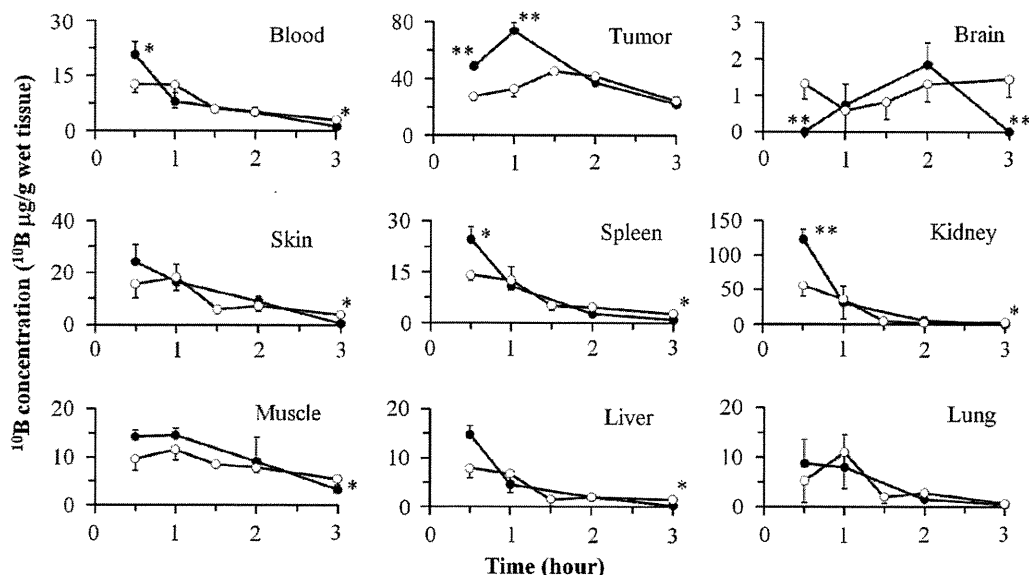 ¹⁰B concentration (¹⁰B µg/g wet tissue)
Blood
30
15
0
*
*
0 1 2 3
Tumor
80
40
0
**
**
0 1 2 3
Brain
3
2
1
0
**
**
0 1 2 3
Skin
40
20
0
*
0 1 2 3
Spleen
30
15
0
*
*
0 1 2 3
Kidney
150
100
50
0
**
*
0 1 2 3
Muscle
20
10
0
*
0 1 2 3
Liver
20
10
0
*
0 1 2 3
Lung
20
10
0
0 1 2 3
Time (hour)